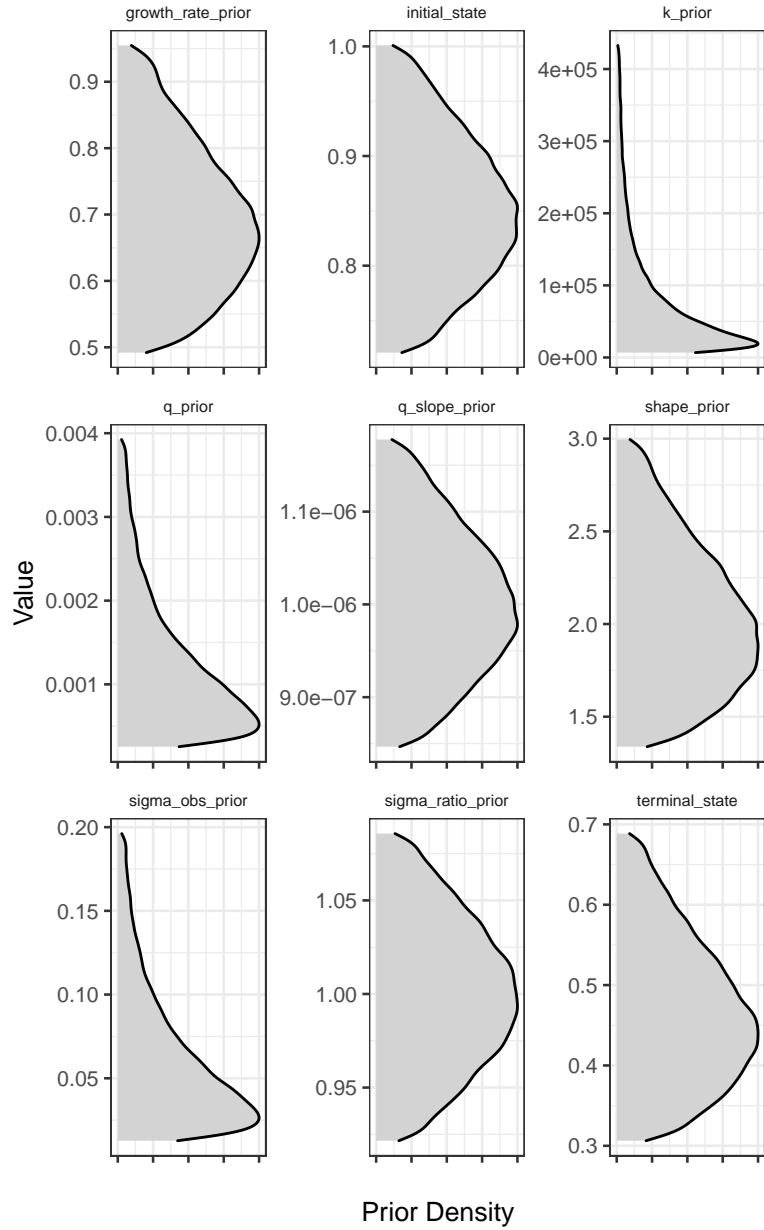 growth_rate_prior
initial_state
k_prior
0.9
0.8
0.7
0.6
0.5
1.0
0.9
0.8
4e+05
3e+05
2e+05
1e+05
0e+00
q_prior
q_slope_prior
shape_prior
0.004
0.003
0.002
0.001
1.1e−06
1.0e−06
9.0e−07
3.0
2.5
2.0
1.5
Value
sigma_obs_prior
sigma_ratio_prior
terminal_state
0.20
0.15
0.10
0.05
1.05
1.00
0.95
0.7
0.6
0.5
0.4
0.3
Prior Density